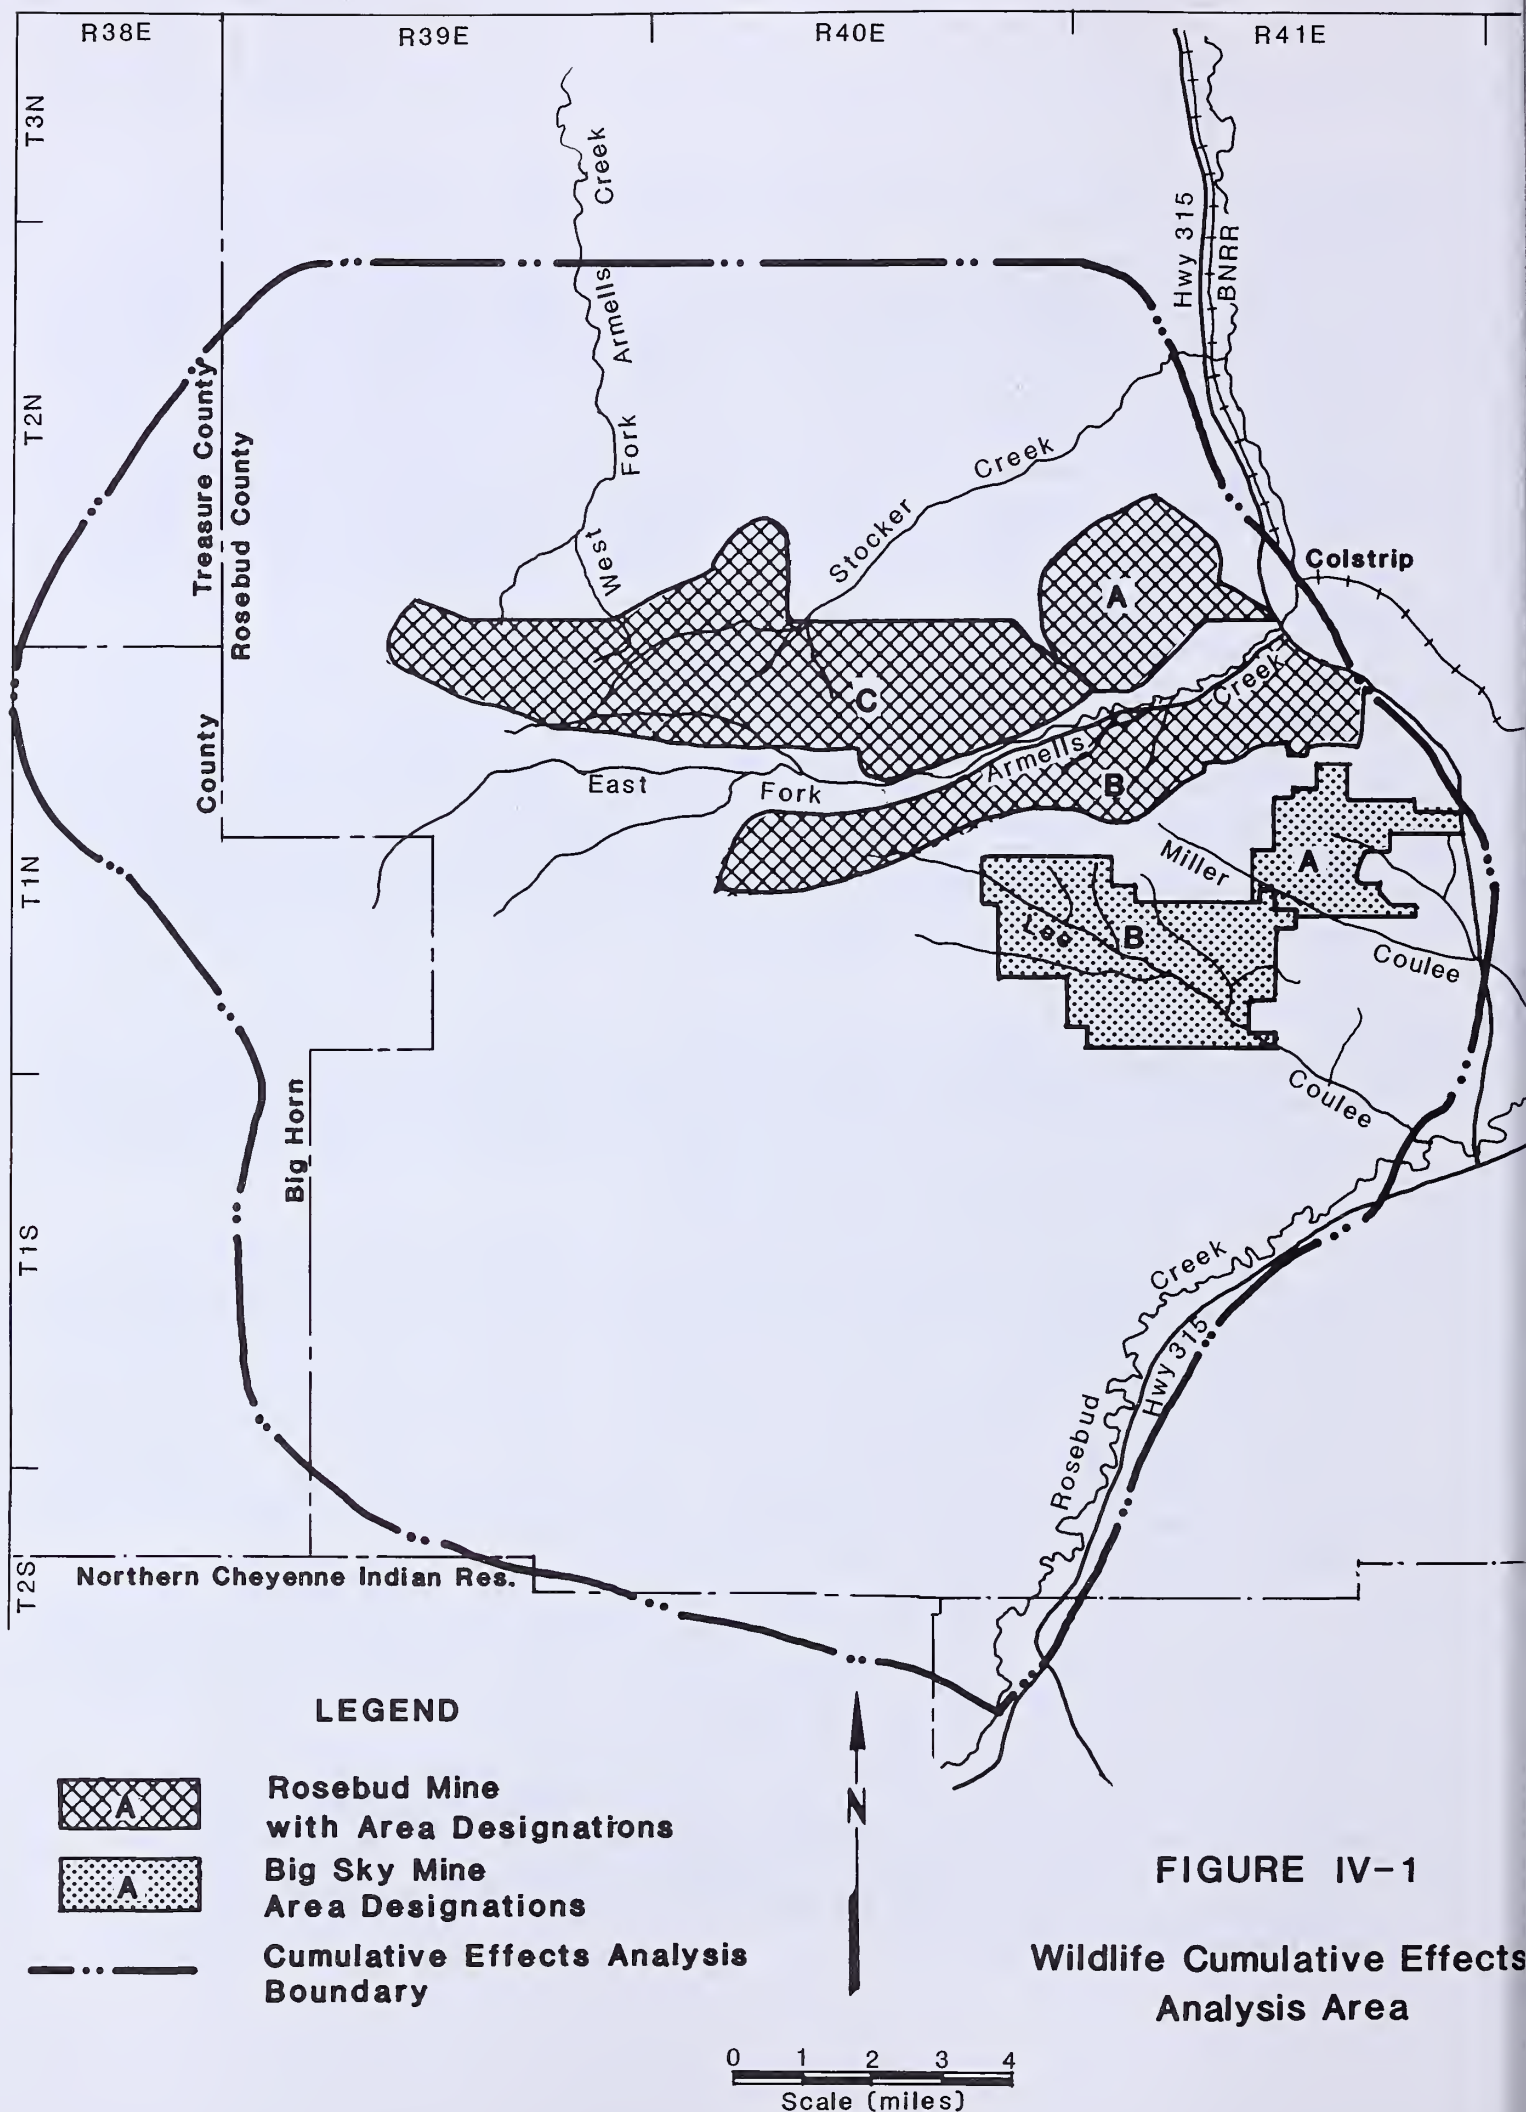 R38E
R39E
R40E
R41E
T3N
T2N
T1N
T1S
T2S
West Fork Armells Creek
Hwy 315
BNRR
Treasure County
Rosebud County
Stocker Creek
Colstrip
A
C
B
East Fork Armells Creek
Big Horn County
Miller Coulee
A
B
Lee Coulee
Rosebud Creek
Hwy 315
Northern Cheyenne Indian Res.
LEGEND
A
Rosebud Mine
with Area Designations
A
Big Sky Mine
Area Designations
Cumulative Effects Analysis
Boundary
N
FIGURE IV-1
Wildlife Cumulative Effects
Analysis Area
0 1 2 3 4
Scale (miles)